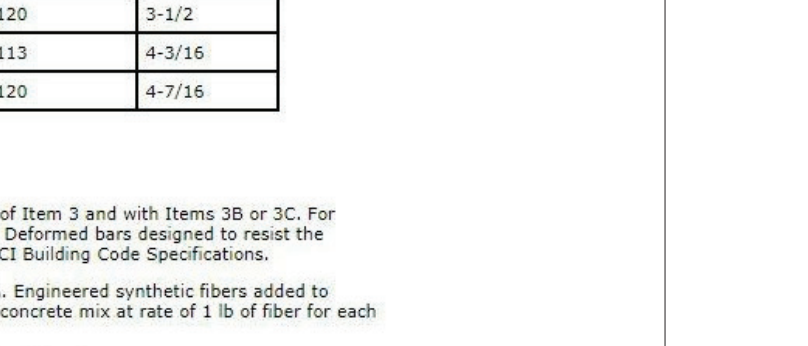 120 3-1/2
113 4-3/16
120 4-7/16
of Item 3 and with Items 3B or 3C. For
Deformed bars designed to resist the
CI Building Code Specifications.
. Engineered synthetic fibers added to
concrete mix at rate of 1 lb of fiber for each